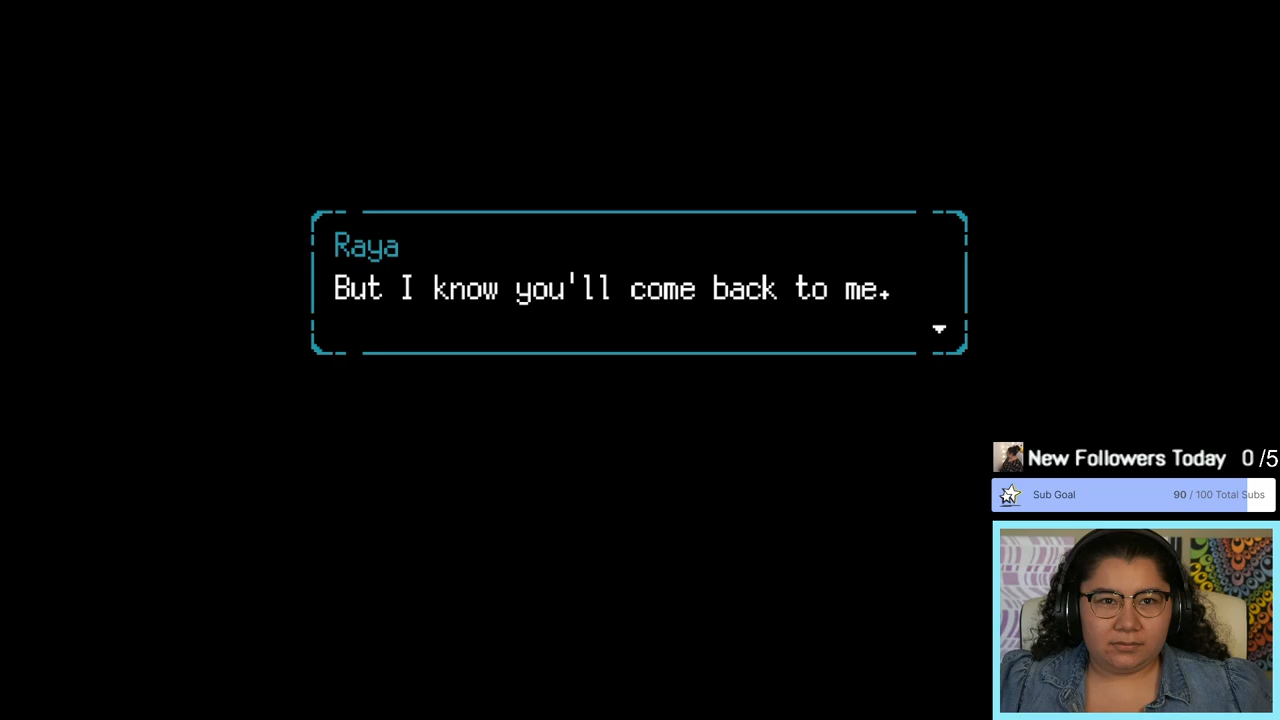 Raya
But I know you'll come back to me.
New Followers Today 0 /5
Sub Goal 90 / 100 Total Subs